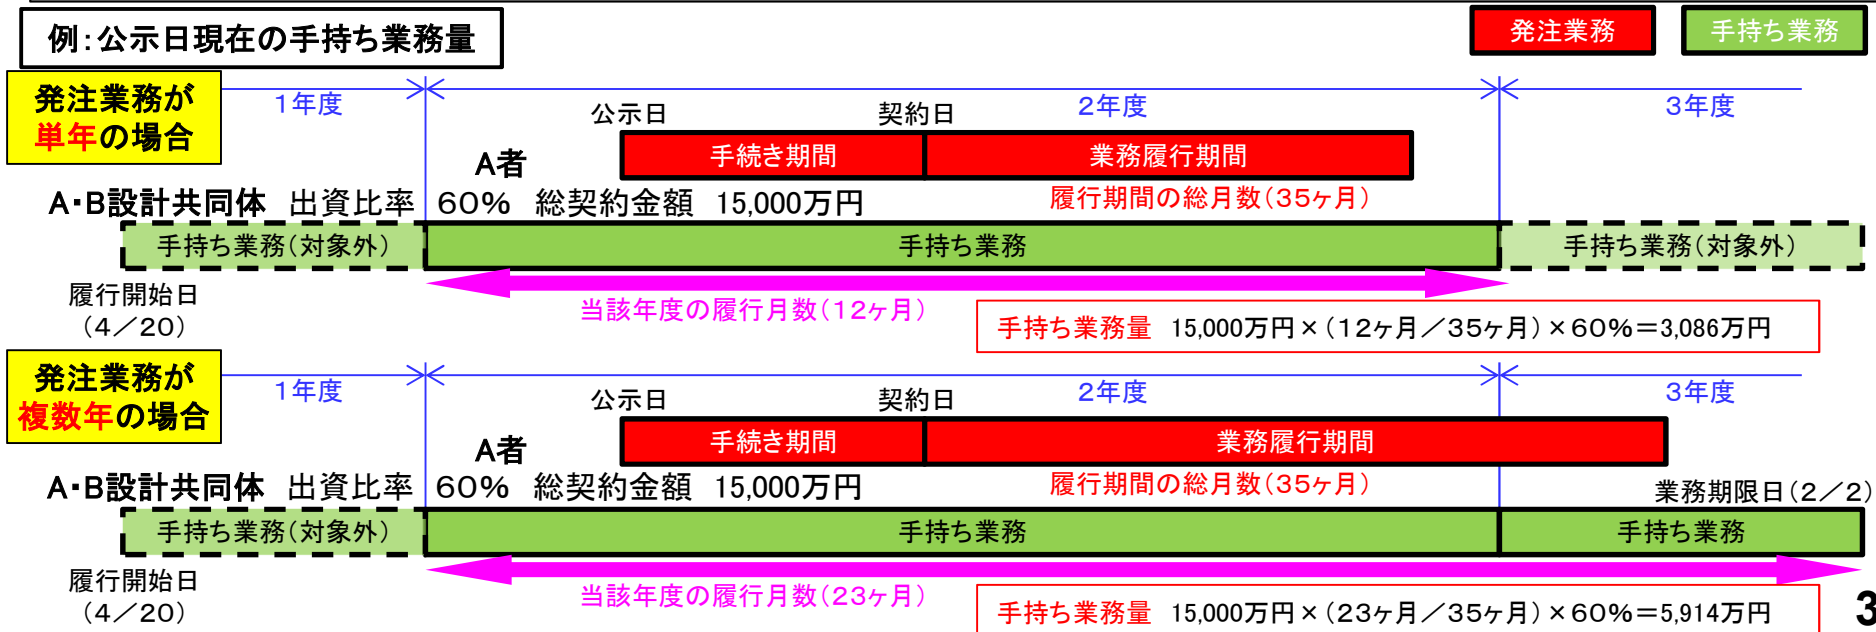 例：公示日現在の手持ち業務量
発注業務
手持ち業務
発注業務が
単年の場合
1年度
2年度
3年度
公示日
契約日
手続き期間
業務履行期間
A者
A・B設計共同体 出資比率 60% 総契約金額 15,000万円
履行期間の総月数（35ヶ月）
手持ち業務（対象外）
手持ち業務
手持ち業務（対象外）
履行開始日
（4／20）
当該年度の履行月数（12ヶ月）
手持ち業務量 15,000万円×（12ヶ月／35ヶ月）×60%＝3,086万円
発注業務が
複数年の場合
1年度
2年度
3年度
公示日
契約日
手続き期間
業務履行期間
A者
A・B設計共同体 出資比率 60% 総契約金額 15,000万円
履行期間の総月数（35ヶ月）
業務期限日（2／2）
手持ち業務（対象外）
手持ち業務
手持ち業務
履行開始日
（4／20）
当該年度の履行月数（23ヶ月）
手持ち業務量 15,000万円×（23ヶ月／35ヶ月）×60%＝5,914万円
3